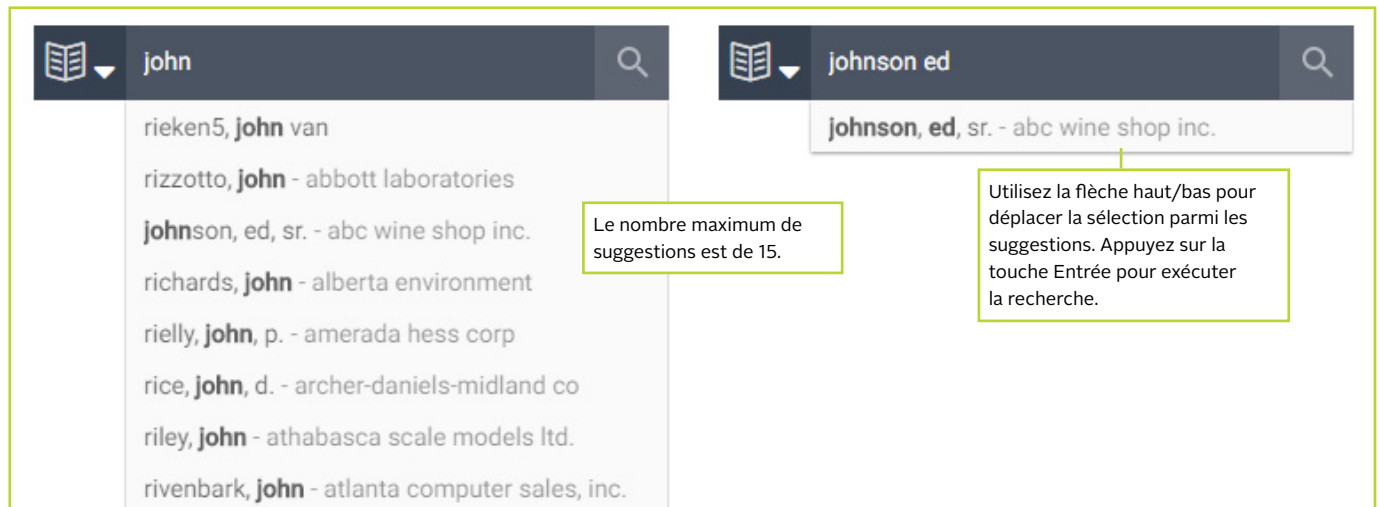 john
rieken5, john van
rizzotto, john - abbott laboratories
johnson, ed, sr. - abc wine shop inc.
richards, john - alberta environment
rielly, john, p. - amerada hess corp
rice, john, d. - archer-daniels-midland co
riley, john - athabasca scale models ltd.
rivenbark, john - atlanta computer sales, inc.
Le nombre maximum de
suggestions est de 15.
johnson ed
johnson, ed, sr. - abc wine shop inc.
Utilisez la flèche haut/bas pour
déplacer la sélection parmi les
suggestions. Appuyez sur la
touche Entrée pour exécuter
la recherche.